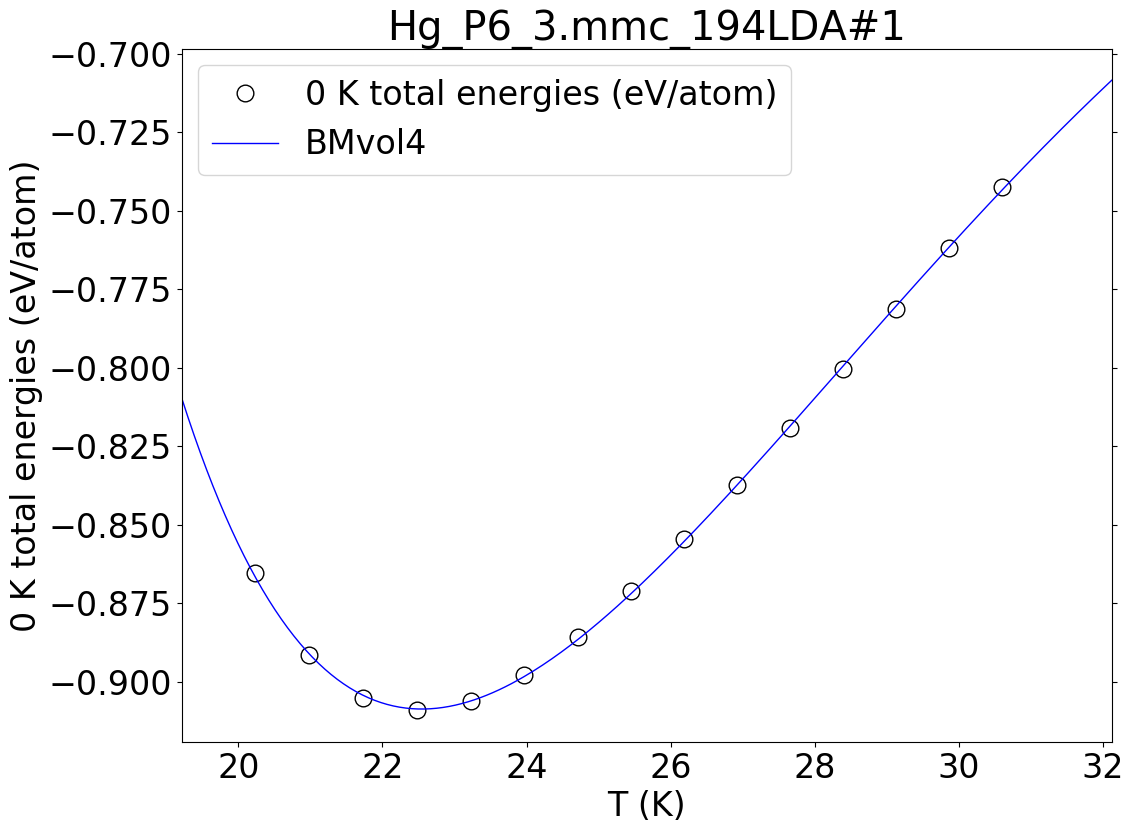 Hg_P6_3.mmc_194LDA#1
0 K total energies (eV/atom)
BMvol4
0 K total energies (eV/atom)
−0.700
−0.725
−0.750
−0.775
−0.800
−0.825
−0.850
−0.875
−0.900
20 22 24 26 28 30 32
T (K)